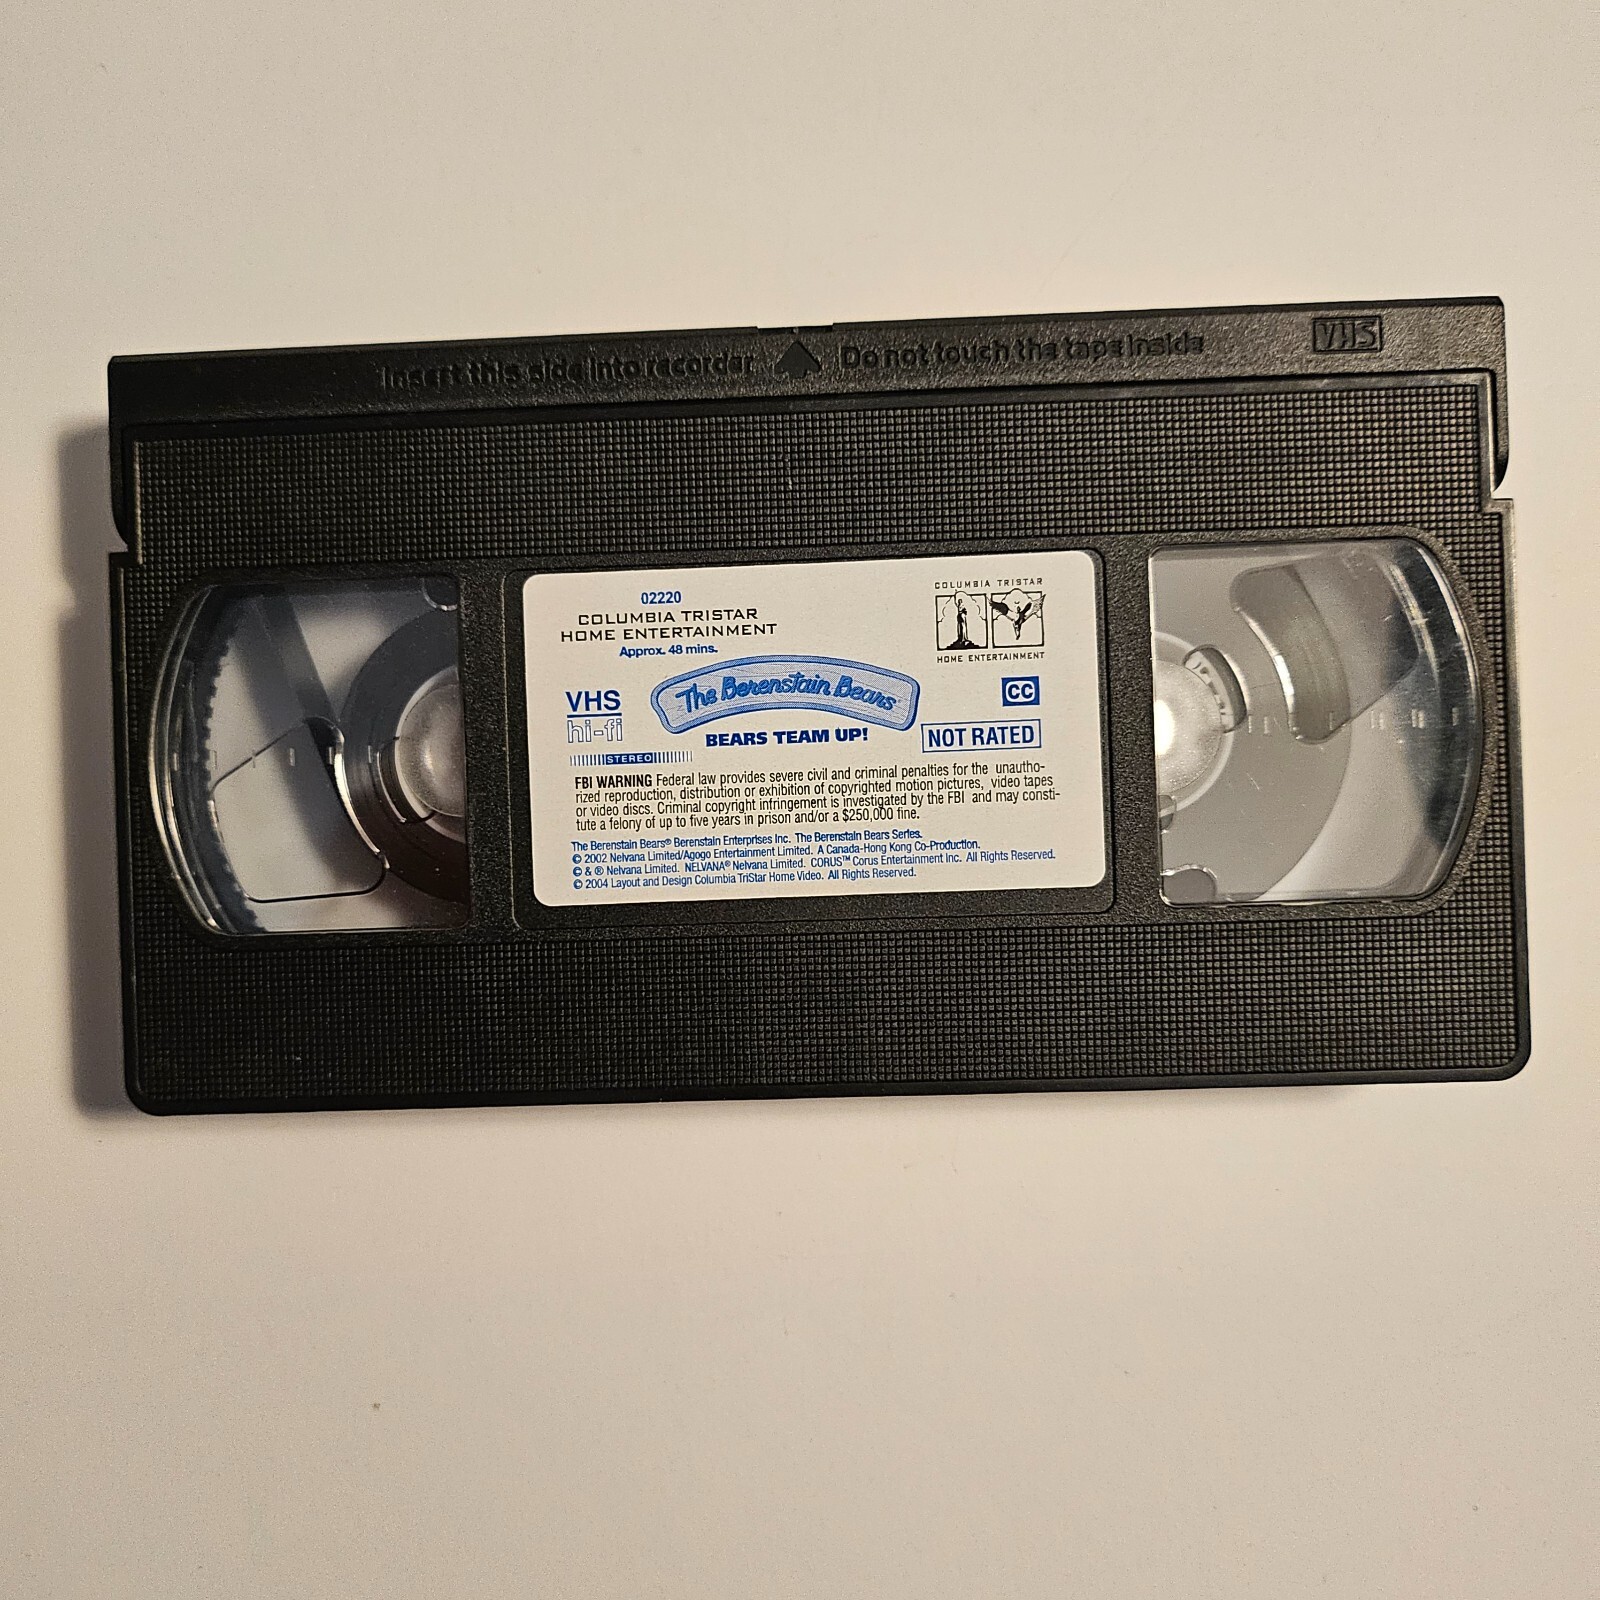 Insert this side into recorder Do not touch the tape inside VHS
02220
COLUMBIA TRISTAR
HOME ENTERTAINMENT
Approx. 48 mins.
COLUMBIA TRISTAR
HOME ENTERTAINMENT
VHS
hi-fi
STEREO
The Berenstain Bears
BEARS TEAM UP!
CC
NOT RATED
FBI WARNING Federal law provides severe civil and criminal penalties for the unautho-
rized reproduction, distribution or exhibition of copyrighted motion pictures, video tapes
or video discs. Criminal copyright infringement is investigated by the FBI and may consti-
tute a felony of up to five years in prison and/or a $250,000 fine.
The Berenstain Bears® Berenstain Enterprises Inc. The Berenstain Bears Series.
© 2002 Nelvana Limited/Agogo Entertainment Limited. A Canada-Hong Kong Co-Production.
© & ® Nelvana Limited. NELVANA® Nelvana Limited. CORUS™ Corus Entertainment Inc. All Rights Reserved.
© 2004 Layout and Design Columbia TriStar Home Video. All Rights Reserved.